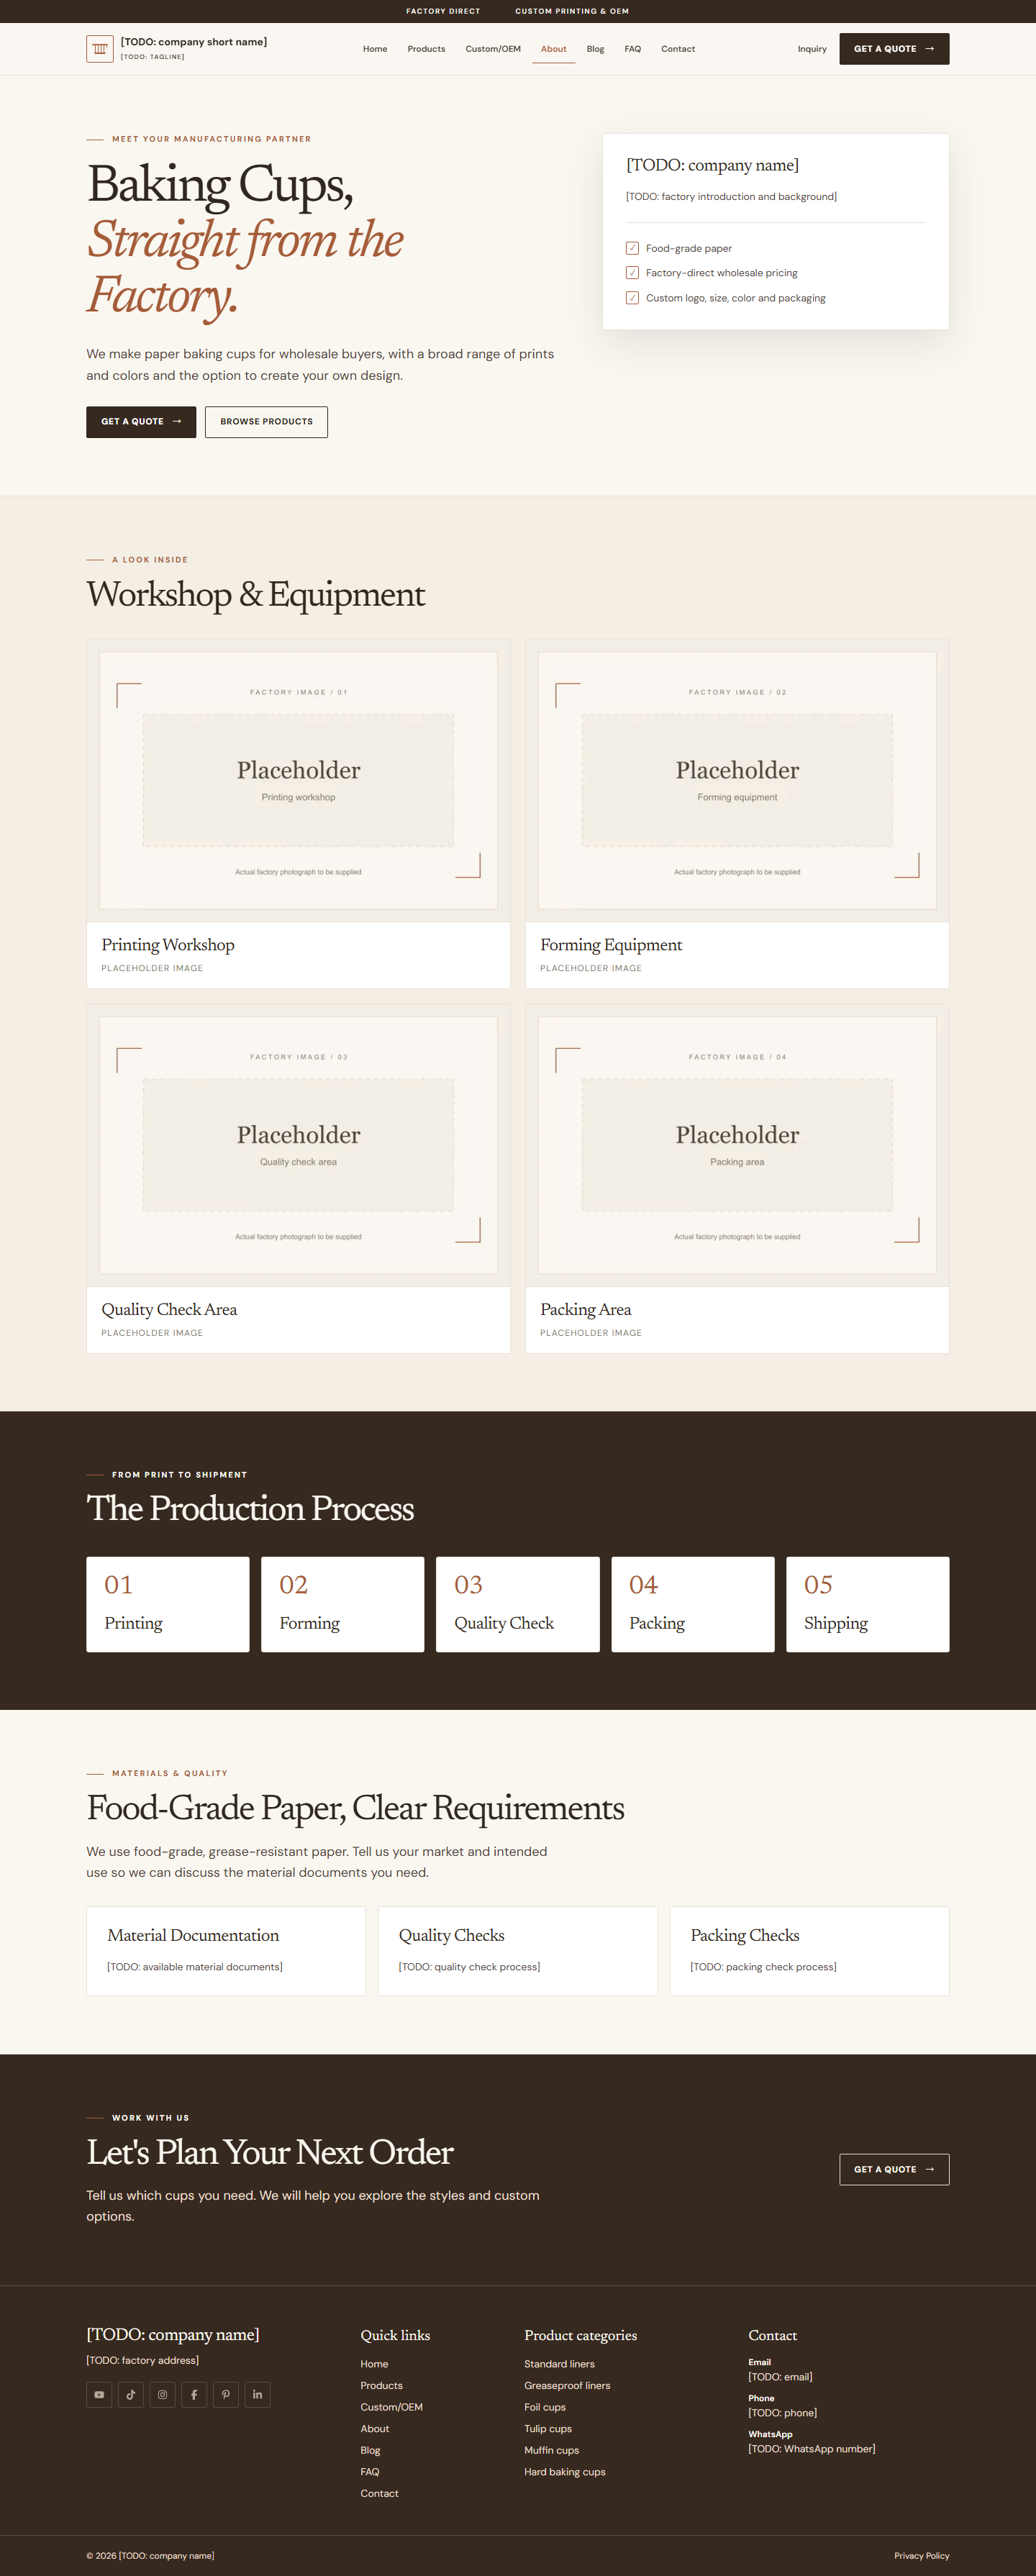 FACTORY DIRECT CUSTOM PRINTING & OEM
[TODO: company short name]
[TODO: TAGLINE]
Home Products Custom/OEM About Blog FAQ Contact
Inquiry GET A QUOTE →
MEET YOUR MANUFACTURING PARTNER
Baking Cups,
Straight from the
Factory.
We make paper baking cups for wholesale buyers, with a broad range of prints
and colors and the option to create your own design.
GET A QUOTE → BROWSE PRODUCTS
[TODO: company name]
[TODO: factory introduction and background]
Food-grade paper
Factory-direct wholesale pricing
Custom logo, size, color and packaging
A LOOK INSIDE
Workshop & Equipment
FACTORY IMAGE / 01
Placeholder
Printing workshop
Actual factory photograph to be supplied
Printing Workshop
PLACEHOLDER IMAGE
FACTORY IMAGE / 02
Placeholder
Forming equipment
Actual factory photograph to be supplied
Forming Equipment
PLACEHOLDER IMAGE
FACTORY IMAGE / 03
Placeholder
Quality check area
Actual factory photograph to be supplied
Quality Check Area
PLACEHOLDER IMAGE
FACTORY IMAGE / 04
Placeholder
Packing area
Actual factory photograph to be supplied
Packing Area
PLACEHOLDER IMAGE
FROM PRINT TO SHIPMENT
The Production Process
01
Printing
02
Forming
03
Quality Check
04
Packing
05
Shipping
MATERIALS & QUALITY
Food-Grade Paper, Clear Requirements
We use food-grade, grease-resistant paper. Tell us your market and intended
use so we can discuss the material documents you need.
Material Documentation
[TODO: available material documents]
Quality Checks
[TODO: quality check process]
Packing Checks
[TODO: packing check process]
WORK WITH US
Let's Plan Your Next Order
Tell us which cups you need. We will help you explore the styles and custom
options.
GET A QUOTE →
[TODO: company name]
[TODO: factory address]
Quick links
Home
Products
Custom/OEM
About
Blog
FAQ
Contact
Product categories
Standard liners
Greaseproof liners
Foil cups
Tulip cups
Muffin cups
Hard baking cups
Contact
Email
[TODO: email]
Phone
[TODO: phone]
WhatsApp
[TODO: WhatsApp number]
© 2026 [TODO: company name]
Privacy Policy